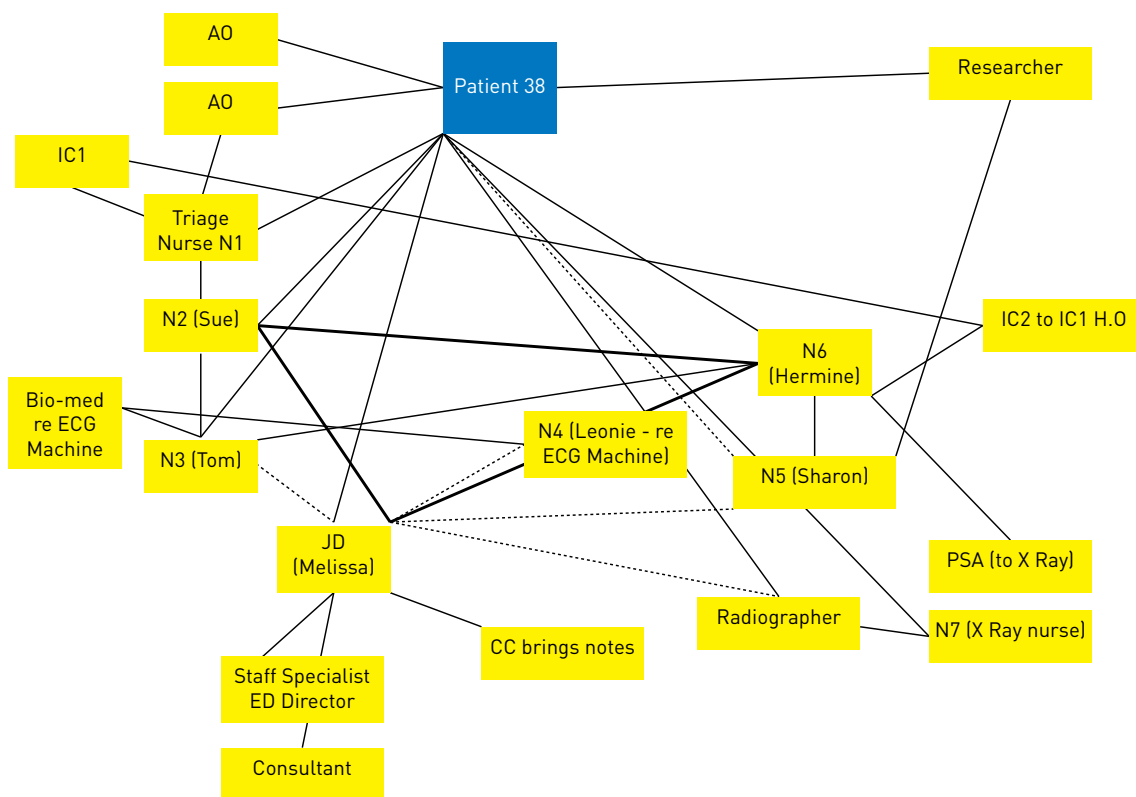 AO
Patient 38
Researcher
AO
IC1
Triage
Nurse N1
N2 (Sue)
IC2 to IC1 H.O
N6
(Hermine)
Bio-med
re ECG
Machine
N4 (Leonie - re
ECG Machine)
N3 (Tom)
N5 (Sharon)
JD
(Melissa)
PSA (to X Ray)
Radiographer
N7 (X Ray nurse)
CC brings notes
Staff Specialist
ED Director
Consultant